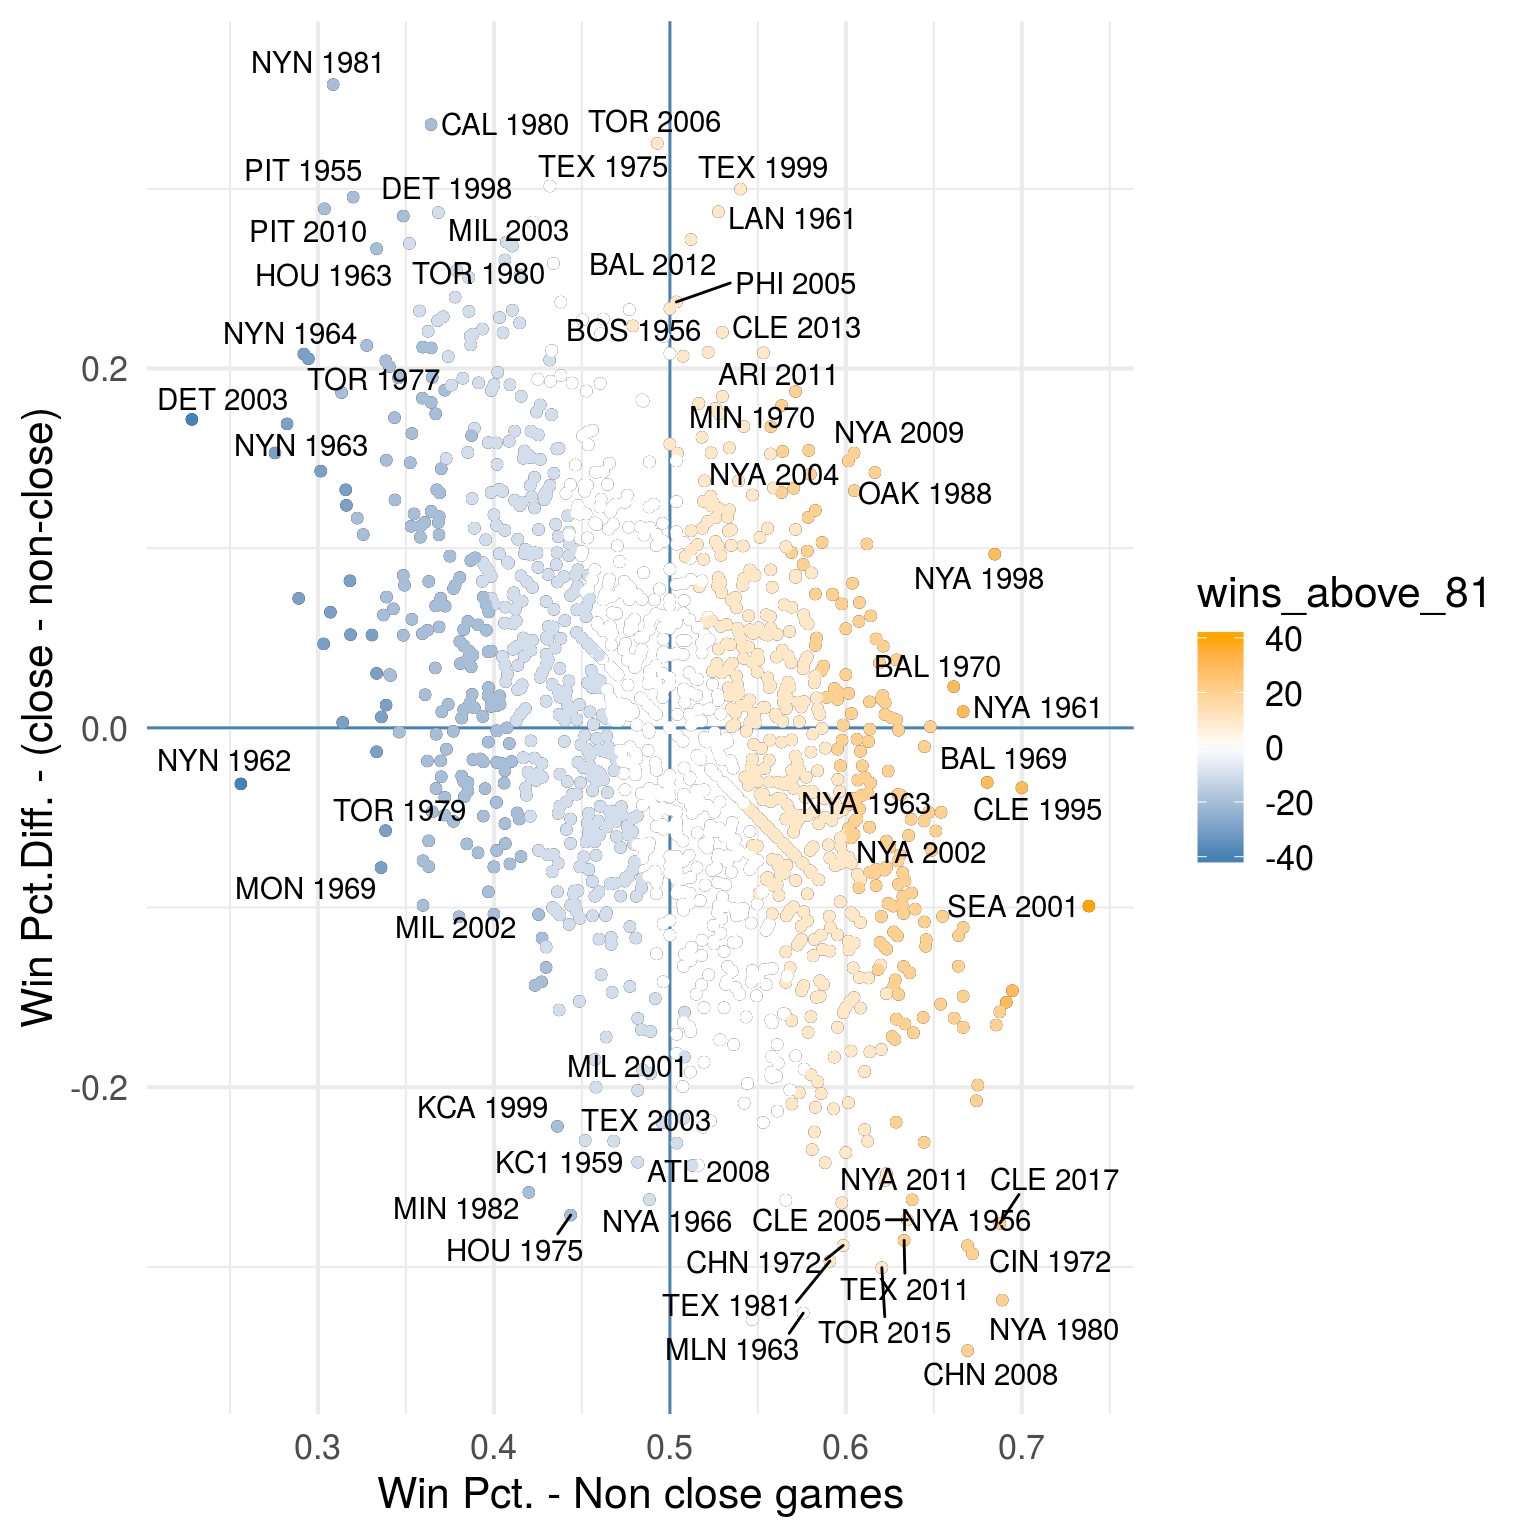 NYN 1981
CAL 1980
TOR 2006
PIT 1955
TEX 1975
TEX 1999
DET 1998
LAN 1961
PIT 2010
MIL 2003
BAL 2012
HOU 1963
TOR 1980
PHI 2005
NYN 1964
BOS 1956
CLE 2013
0.2
TOR 1977
ARI 2011
DET 2003
MIN 1970
NYN 1963
NYA 2009
NYA 2004
OAK 1988
NYA 1998
wins_above_81
40
20
0
-20
-40
BAL 1970
NYA 1961
0.0
NYN 1962
BAL 1969
TOR 1979
NYA 1963
CLE 1995
NYA 2002
MON 1969
SEA 2001
MIL 2002
MIL 2001
-0.2
KCA 1999
TEX 2003
KC1 1959
ATL 2008
NYA 2011
CLE 2017
MIN 1982
NYA 1966
CLE 2005
NYA 1956
HOU 1975
CHN 1972
CIN 1972
TEX 2011
TEX 1981
TOR 2015
NYA 1980
MLN 1963
CHN 2008
0.3
0.4
0.5
0.6
0.7
Win Pct. - Non close games
Win Pct.Diff. - (close - non-close)